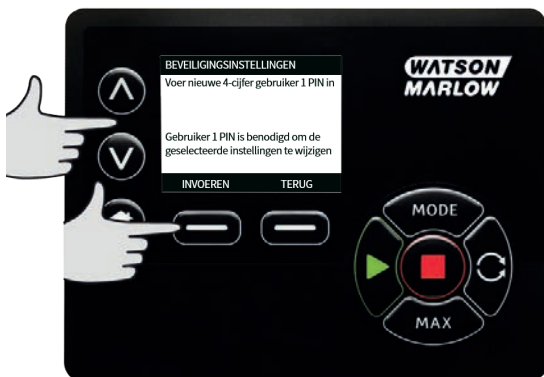 BEVEILIGINGSINSTELLINGEN
Voer nieuwe 4-cijfer gebruiker 1 PIN in
Gebruiker 1 PIN is benodigd om de
geselecteerde instellingen te wijzigen
INVOEREN TERUG
WATSON
MARLOW
MODE
MAX